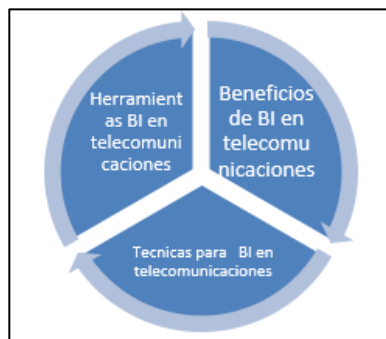 Herramient
as BI en
telecomuni
caciones
Beneficios
de BI en
telecomu
nicaciones
Tecnicas para BI en
telecomunicaciones